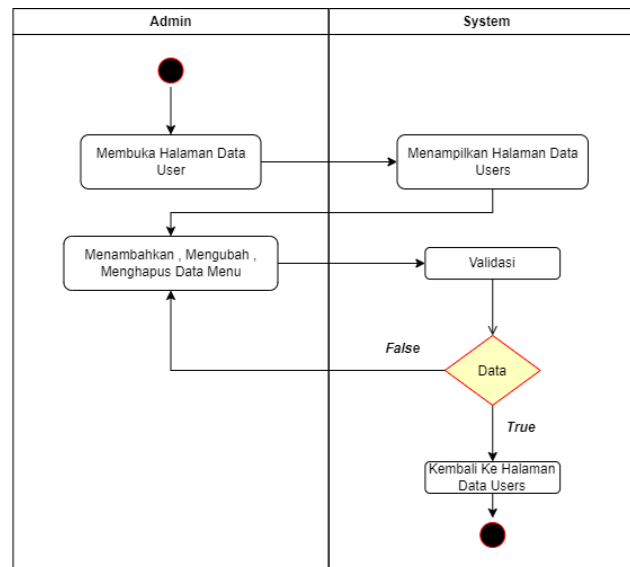 Admin
System
Membuka Halaman Data
User
Menampilkan Halaman Data
Users
Menambahkan , Mengubah ,
Menghapus Data Menu
Validasi
False
Data
True
Kembali Ke Halaman
Data Users